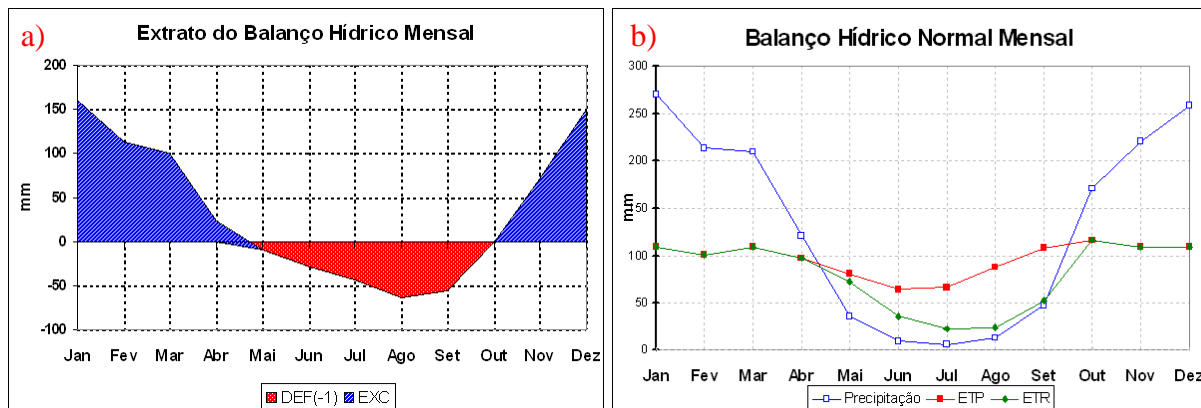 a)
Extrato do Balanço Hídrico Mensal
200
150
100
50
0
-50
-100
mm
Jan Fev Mar Abr Mai Jun Jul Ago Set Out Nov Dez
DEF(-1) EXC
b)
Balanço Hídrico Normal Mensal
300
250
200
150
100
50
0
mm
Jan Fev Mar Abr Mai Jun Jul Ago Set Out Nov Dez
Precipitação ETP ETR